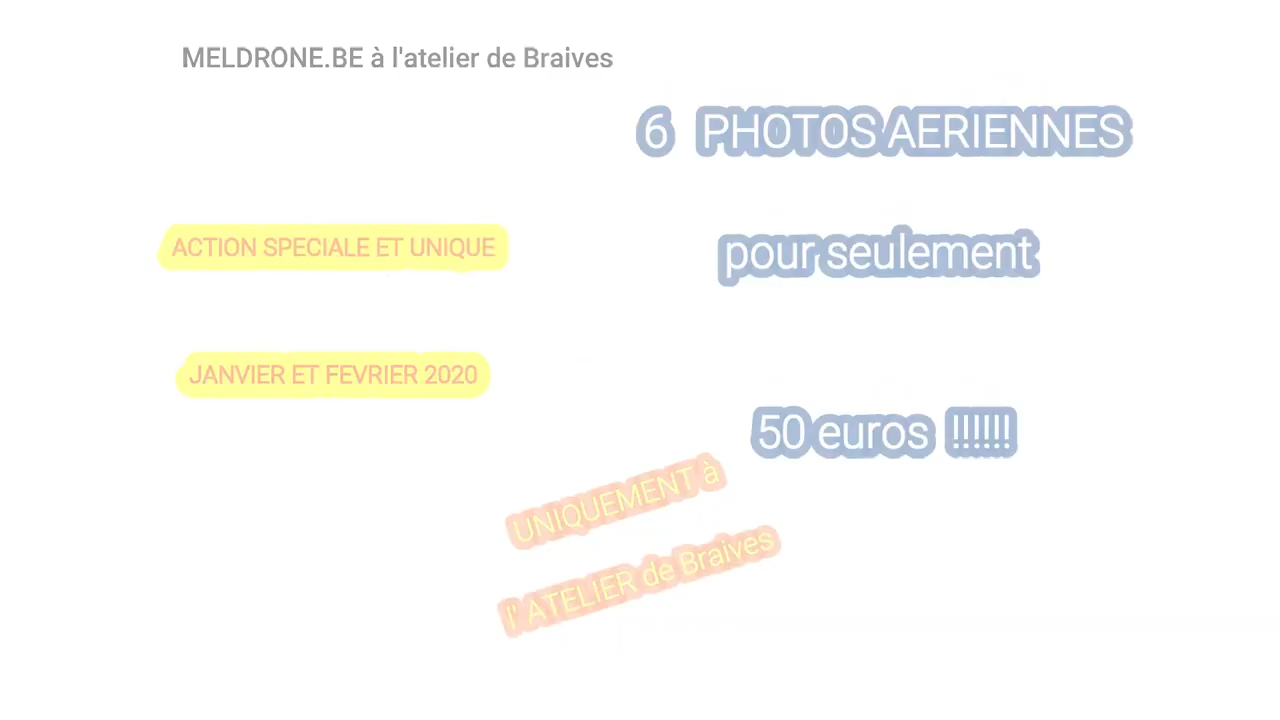 MELDRONE.BE à l'atelier de Braives
6 PHOTOS AERIENNES
ACTION SPECIALE ET UNIQUE
pour seulement
JANVIER ET FEVRIER 2020
50 euros !!!!!!
UNIQUEMENT à
l' ATELIER de Braives